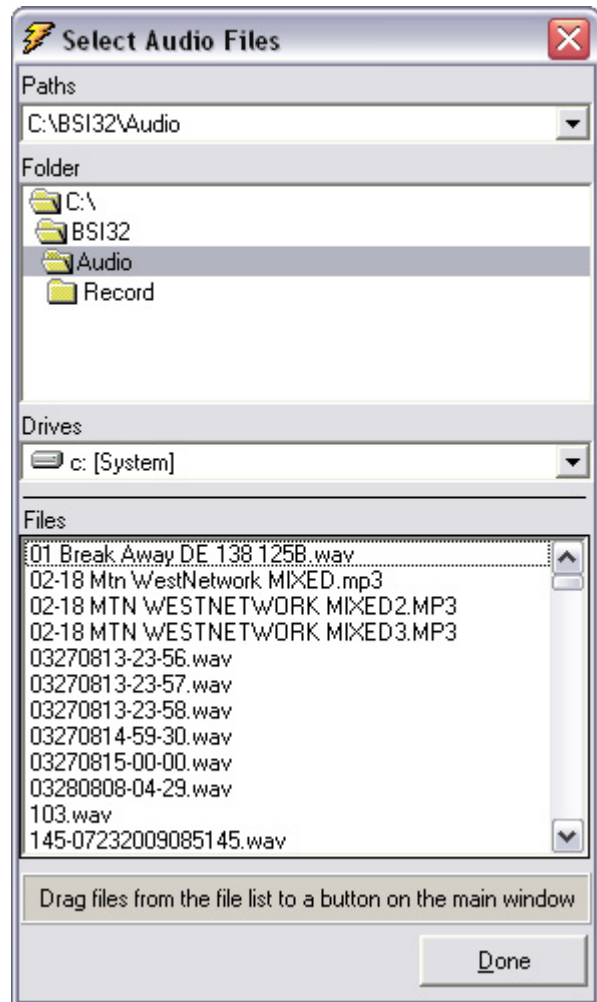 Select Audio Files
Paths
C:\BSI32\Audio
Folder
C:\
BSI32
Audio
Record
Drives
c: [System]
Files
01 Break Away DE 138 125B.wav
02-18 Mtn WestNetwork MIXED.mp3
02-18 MTN WESTNETWORK MIXED2.MP3
02-18 MTN WESTNETWORK MIXED3.MP3
03270813-23-56.wav
03270813-23-57.wav
03270813-23-58.wav
03270814-59-30.wav
03270815-00-00.wav
03280808-04-29.wav
103.wav
145-07232009085145.wav
Drag files from the file list to a button on the main window
Done